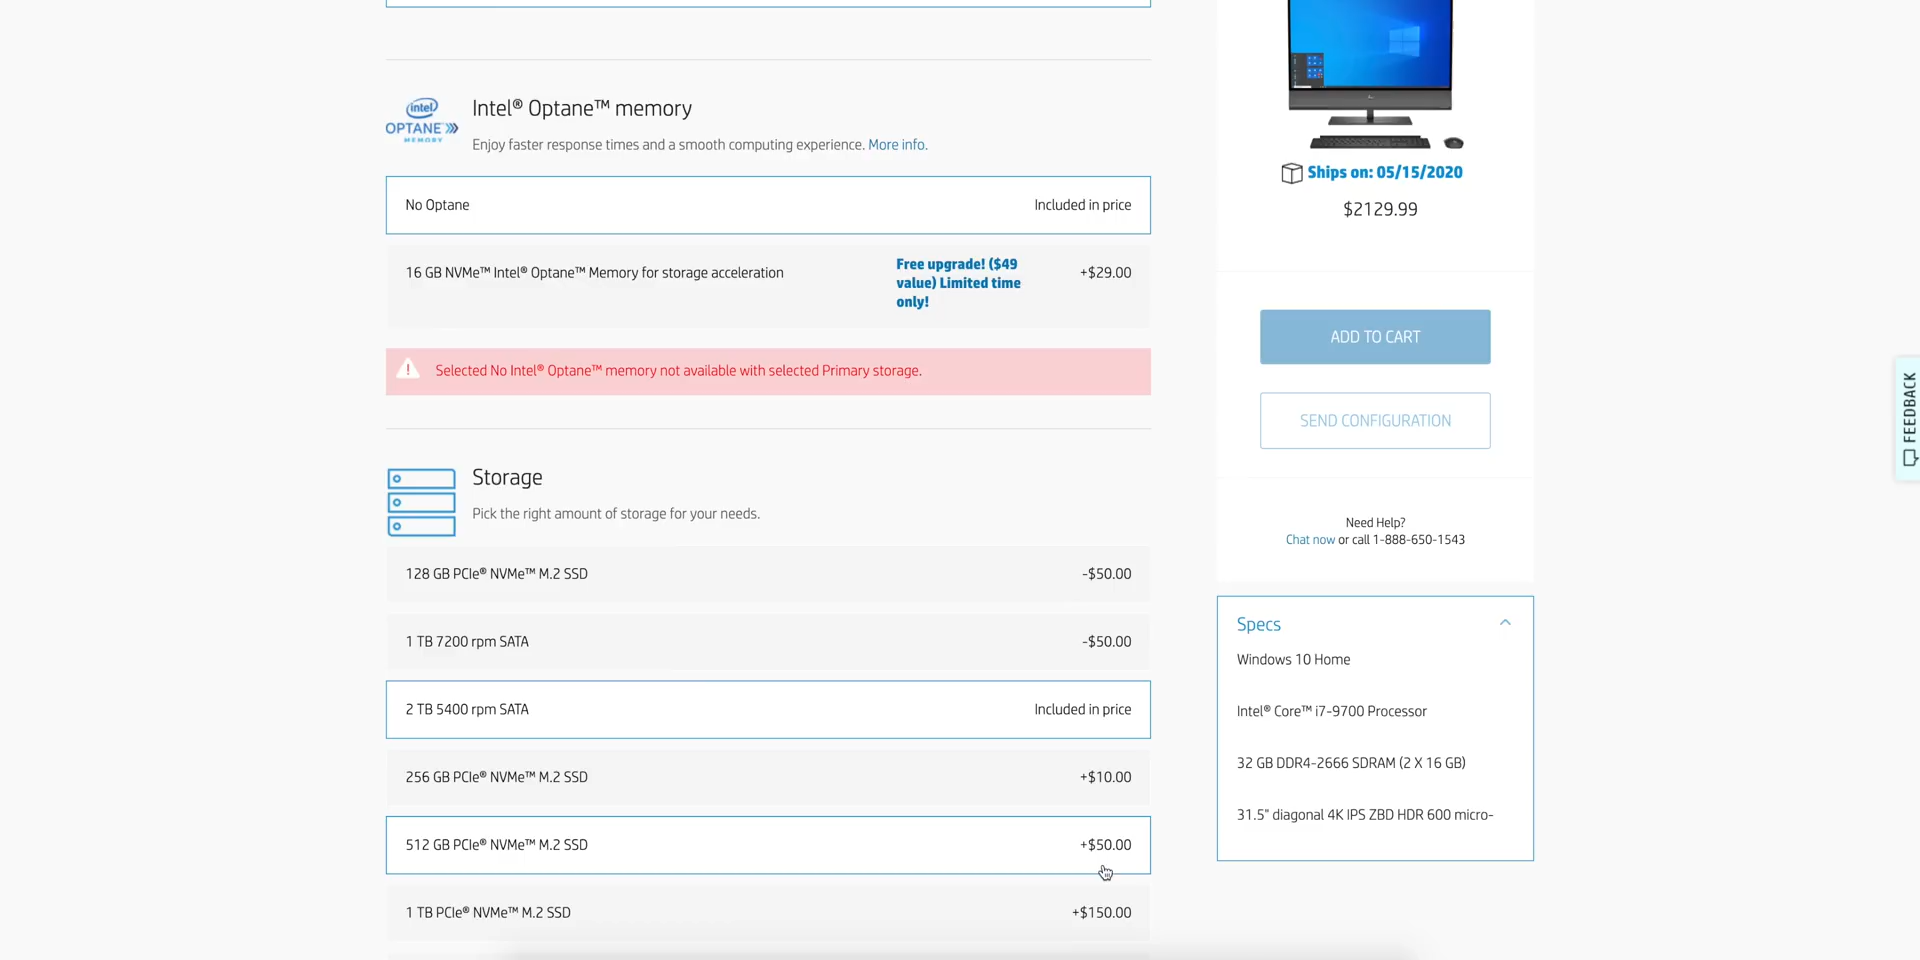 intel
OPTANE
MEMORY
Intel® Optane™ memory
Enjoy faster response times and a smooth computing experience. More info.
No Optane
Included in price
16 GB NVMe™ Intel® Optane™ Memory for storage acceleration
Free upgrade! ($49
value) Limited time
only!
+$29.00
Selected No Intel® Optane™ memory not available with selected Primary storage.
Storage
Pick the right amount of storage for your needs.
128 GB PCIe® NVMe™ M.2 SSD
-$50.00
1 TB 7200 rpm SATA
-$50.00
2 TB 5400 rpm SATA
Included in price
256 GB PCIe® NVMe™ M.2 SSD
+$10.00
512 GB PCIe® NVMe™ M.2 SSD
+$50.00
1 TB PCIe® NVMe™ M.2 SSD
+$150.00
Ships on: 05/15/2020
$2129.99
ADD TO CART
SEND CONFIGURATION
Need Help?
Chat now or call 1-888-650-1543
Specs
Windows 10 Home
Intel® Core™ i7-9700 Processor
32 GB DDR4-2666 SDRAM (2 X 16 GB)
31.5" diagonal 4K IPS ZBD HDR 600 micro-
FEEDBACK